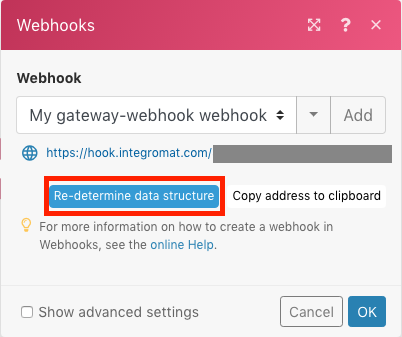 Webhooks
Webhook
My gateway-webhook webhook
Add
https://hook.integromat.com/
Re-determine data structure Copy address to clipboard
For more information on how to create a webhook in
Webhooks, see the online Help.
Show advanced settings Cancel OK